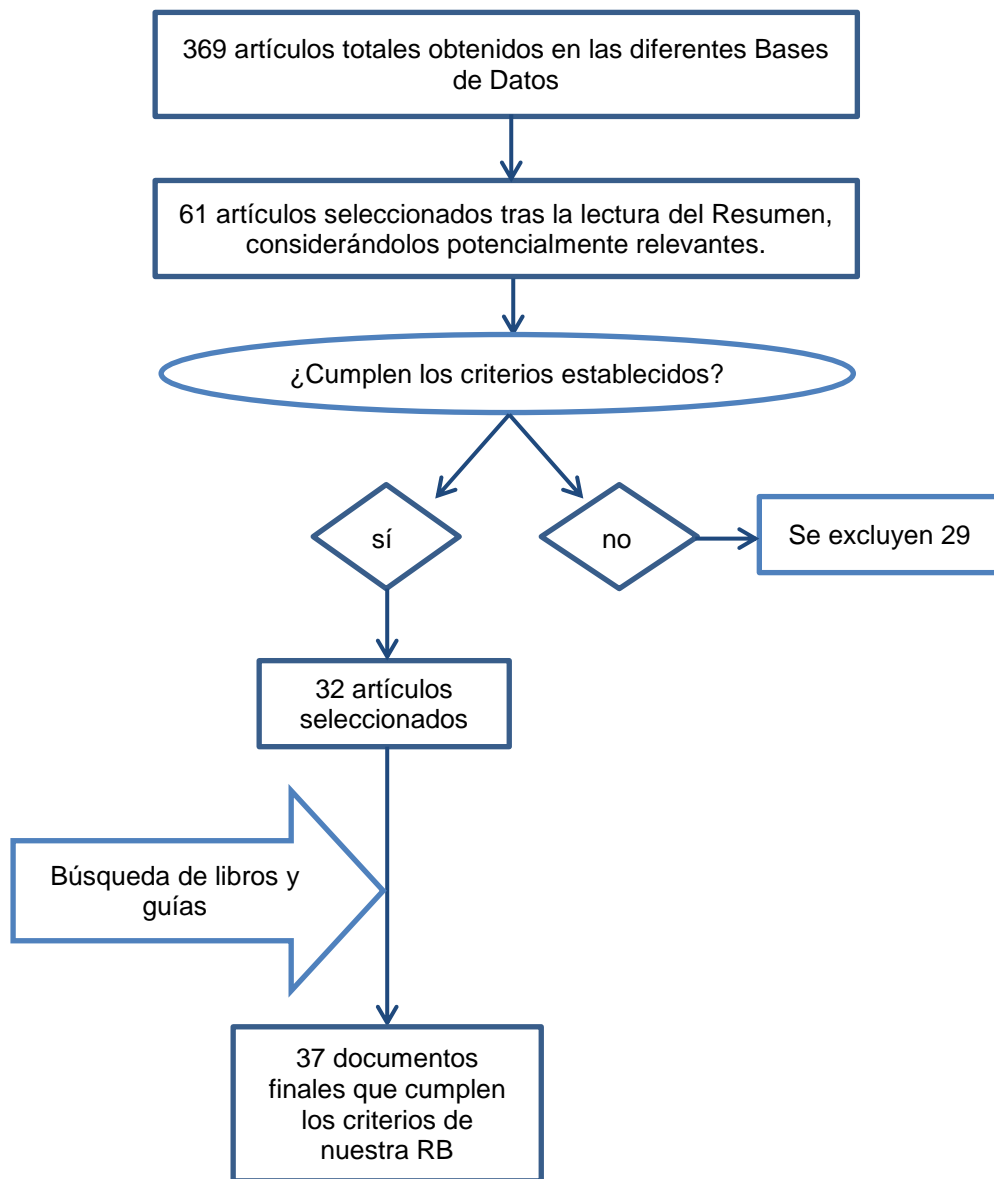 369 artículos totales obtenidos en las diferentes Bases
de Datos
61 artículos seleccionados tras la lectura del Resumen,
considerándolos potencialmente relevantes.
¿Cumplen los criterios establecidos?
sí
no
Se excluyen 29
32 artículos
seleccionados
Búsqueda de libros y
guías
37 documentos
finales que cumplen
los criterios de
nuestra RB